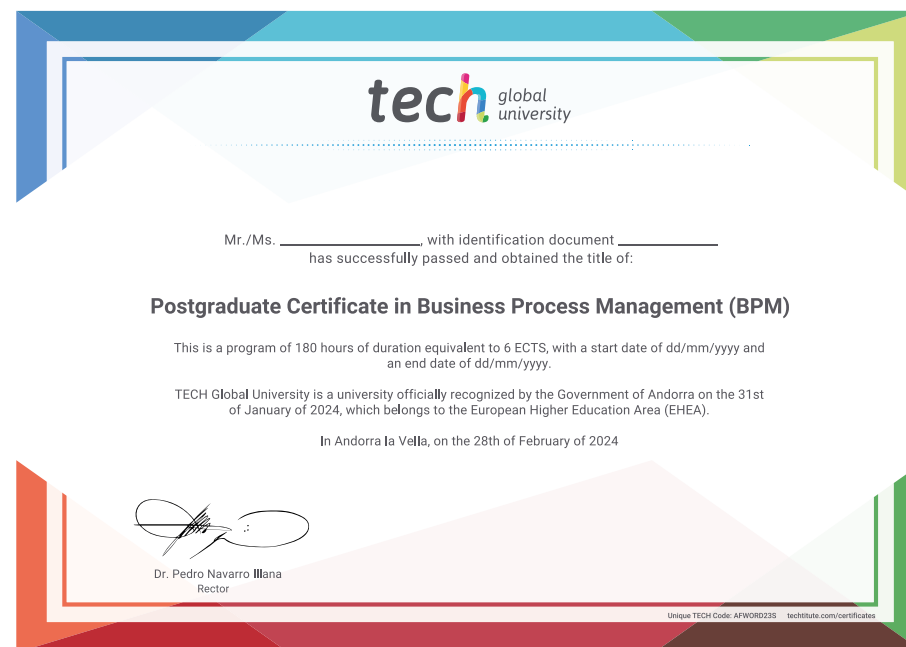 tech global
university
Mr./Ms. ____________, with identification document ____________
has successfully passed and obtained the title of:
Postgraduate Certificate in Business Process Management (BPM)
This is a program of 180 hours of duration equivalent to 6 ECTS, with a start date of dd/mm/yyyy and
an end date of dd/mm/yyyy.
TECH Global University is a university officially recognized by the Government of Andorra on the 31st
of January of 2024, which belongs to the European Higher Education Area (EHEA).
In Andorra la Vella, on the 28th of February of 2024
Dr. Pedro Navarro Illana
Rector
Unique TECH Code: AFWORD23S techtitute.com/certificates